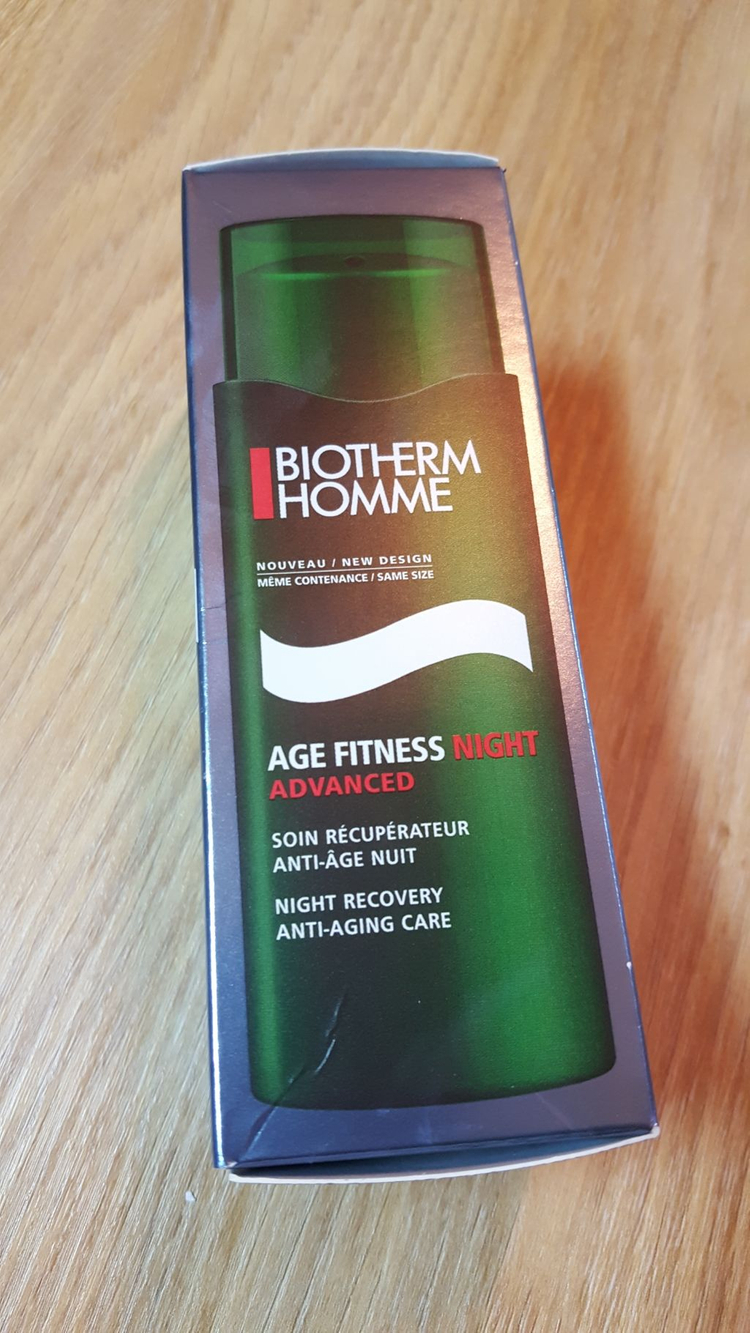 BIOTHERM
HOMME
NOUVEAU / NEW DESIGN
MÊME CONTENANCE / SAME SIZE
AGE FITNESS NIGHT
ADVANCED
SOIN RÉCUPÉRATEUR
ANTI-ÂGE NUIT
NIGHT RECOVERY
ANTI-AGING CARE